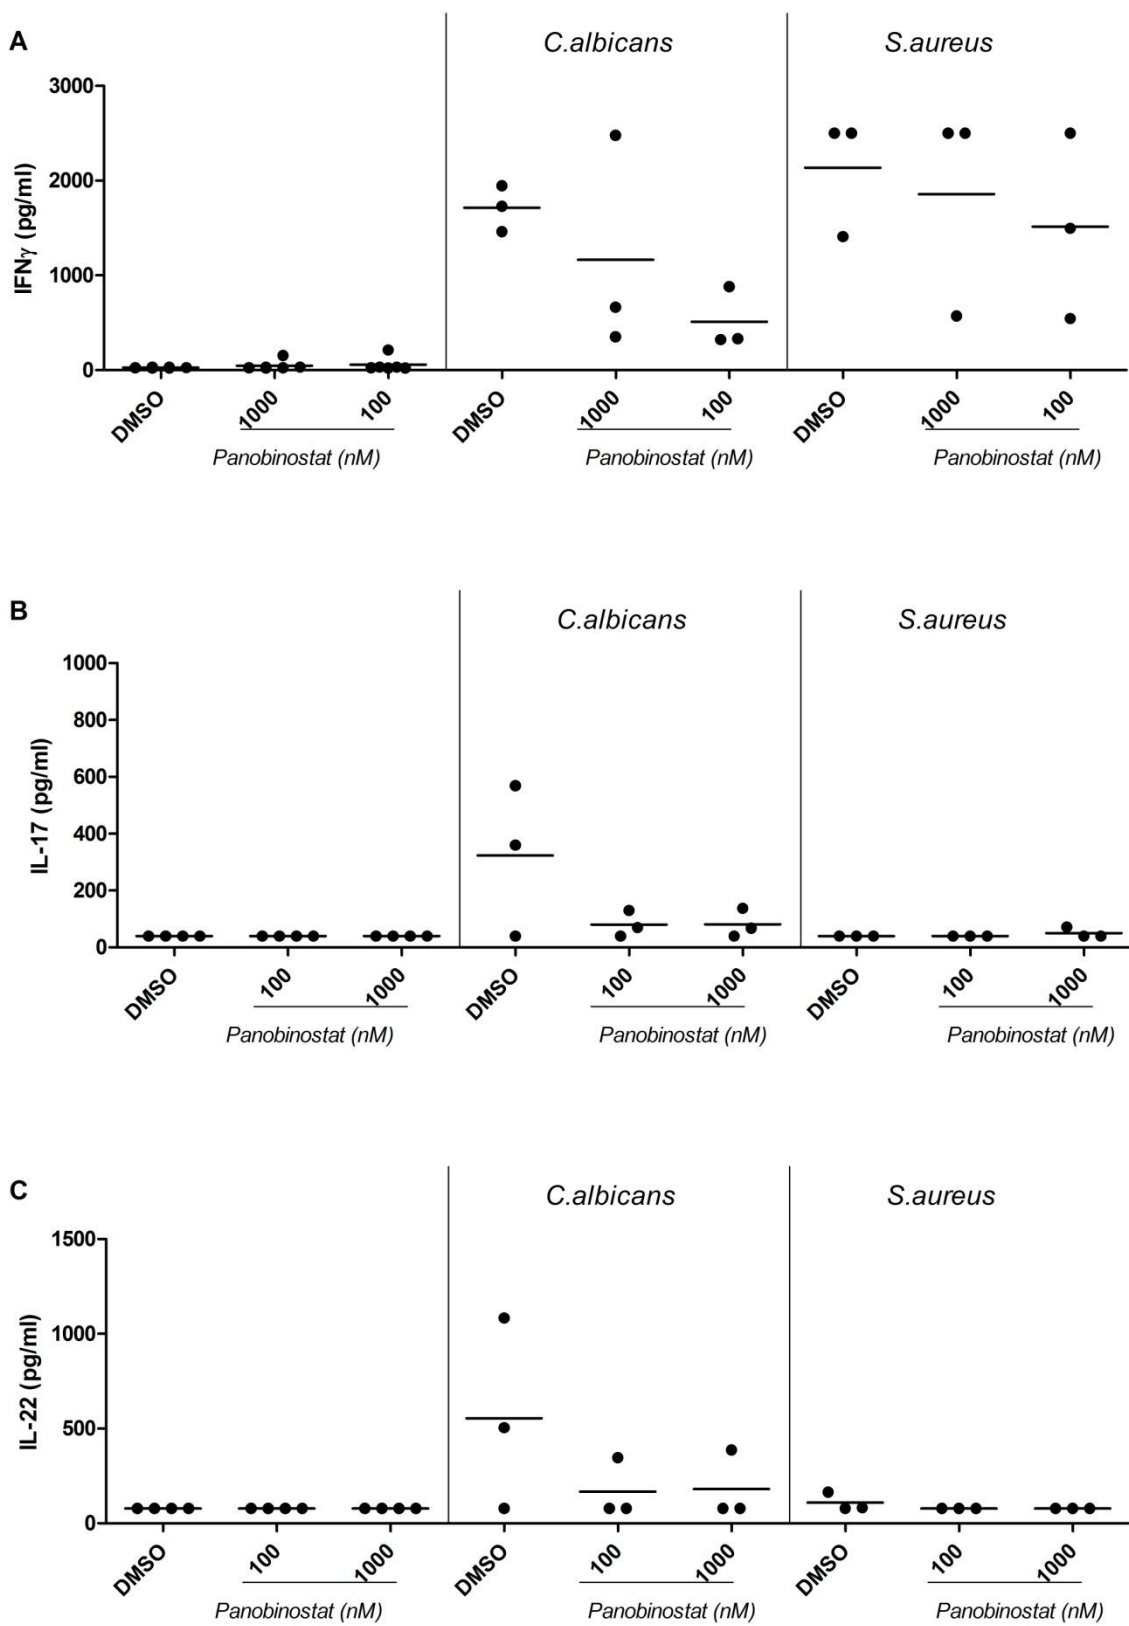 A
C.albicans
S.aureus
3000
2000
1000
0
IFNγ (pg/ml)
DMSO
1000
100
DMSO
1000
100
DMSO
1000
100
Panobinostat (nM)
Panobinostat (nM)
Panobinostat (nM)
B
C.albicans
S.aureus
1000
800
600
400
200
0
IL-17 (pg/ml)
DMSO
100
1000
DMSO
100
1000
DMSO
100
1000
Panobinostat (nM)
Panobinostat (nM)
Panobinostat (nM)
C
C.albicans
S.aureus
1500
1000
500
0
IL-22 (pg/ml)
DMSO
100
1000
DMSO
100
1000
DMSO
100
1000
Panobinostat (nM)
Panobinostat (nM)
Panobinostat (nM)